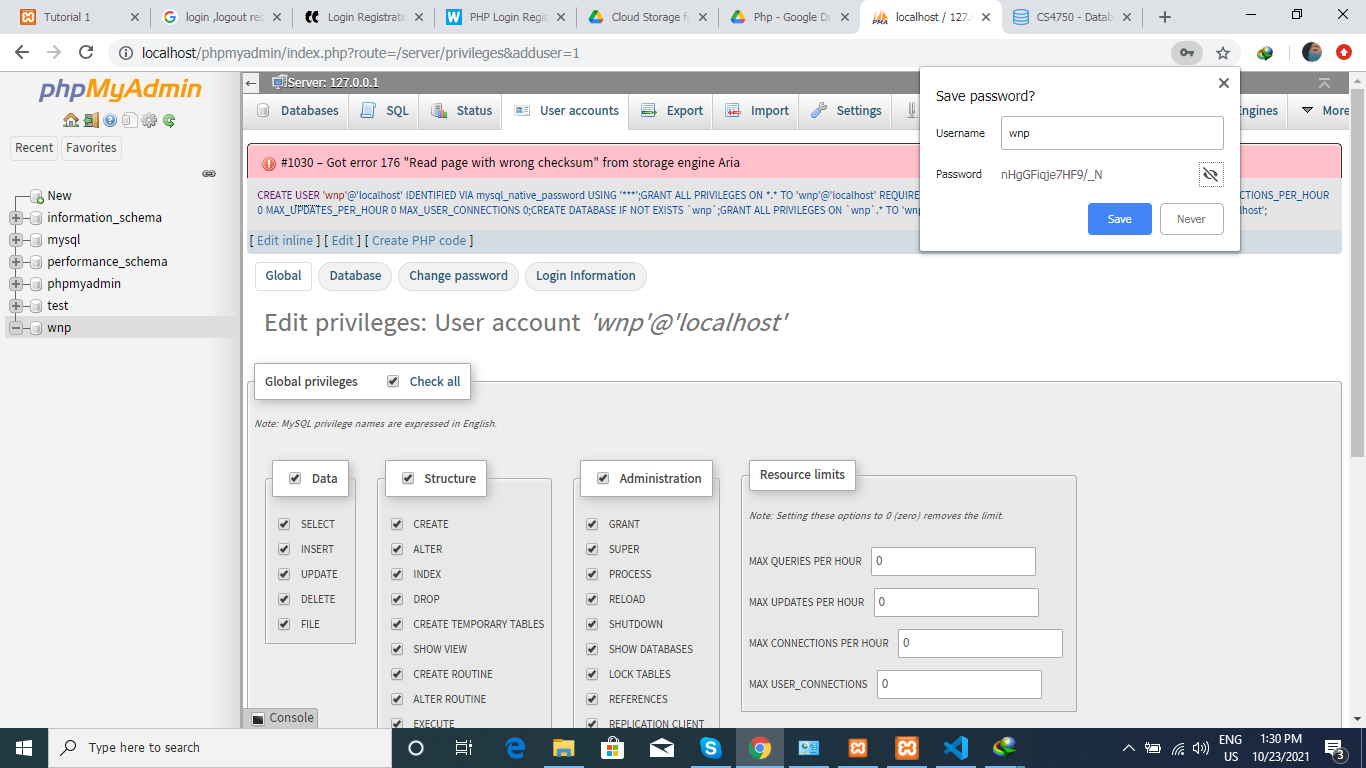 Tutorial 1
login ,logout res
Login Registrati
PHP Login Regis
Cloud Storage fo
Php - Google Dr
localhost / 127.
CS4750 - Datab
localhost/phpmyadmin/index.php?route=/server/privileges&adduser=1
phpMyAdmin
Recent
Favorites
New
information_schema
mysql
performance_schema
phpmyadmin
test
wnp
Server: 127.0.0.1
Databases
SQL
Status
User accounts
Export
Import
Settings
Engines
More
#1030 – Got error 176 "Read page with wrong checksum" from storage engine Aria
CREATE USER 'wnp'@'localhost' IDENTIFIED VIA mysql_native_password USING '***';GRANT ALL PRIVILEGES ON *.* TO 'wnp'@'localhost' REQUIRE
CTIONS_PER_HOUR
0 MAX_UPDATES_PER_HOUR 0 MAX_USER_CONNECTIONS 0;CREATE DATABASE IF NOT EXISTS `wnp`;GRANT ALL PRIVILEGES ON `wnp`.* TO 'wnp
lhost';
[ Edit inline ] [ Edit ] [ Create PHP code ]
Save password?
Username wnp
Password nHgGFiqje7HF9/_N
Save
Never
Global
Database
Change password
Login Information
Edit privileges: User account 'wnp'@'localhost'
Global privileges
Check all
Note: MySQL privilege names are expressed in English.
Data
SELECT
INSERT
UPDATE
DELETE
FILE
Structure
CREATE
ALTER
INDEX
DROP
CREATE TEMPORARY TABLES
SHOW VIEW
CREATE ROUTINE
ALTER ROUTINE
EXECUTE
Administration
GRANT
SUPER
PROCESS
RELOAD
SHUTDOWN
SHOW DATABASES
LOCK TABLES
REFERENCES
REPLICATION CLIENT
Resource limits
Note: Setting these options to 0 (zero) removes the limit.
MAX QUERIES PER HOUR 0
MAX UPDATES PER HOUR 0
MAX CONNECTIONS PER HOUR 0
MAX USER_CONNECTIONS 0
Console
Type here to search
ENG
US
1:30 PM
10/23/2021
3